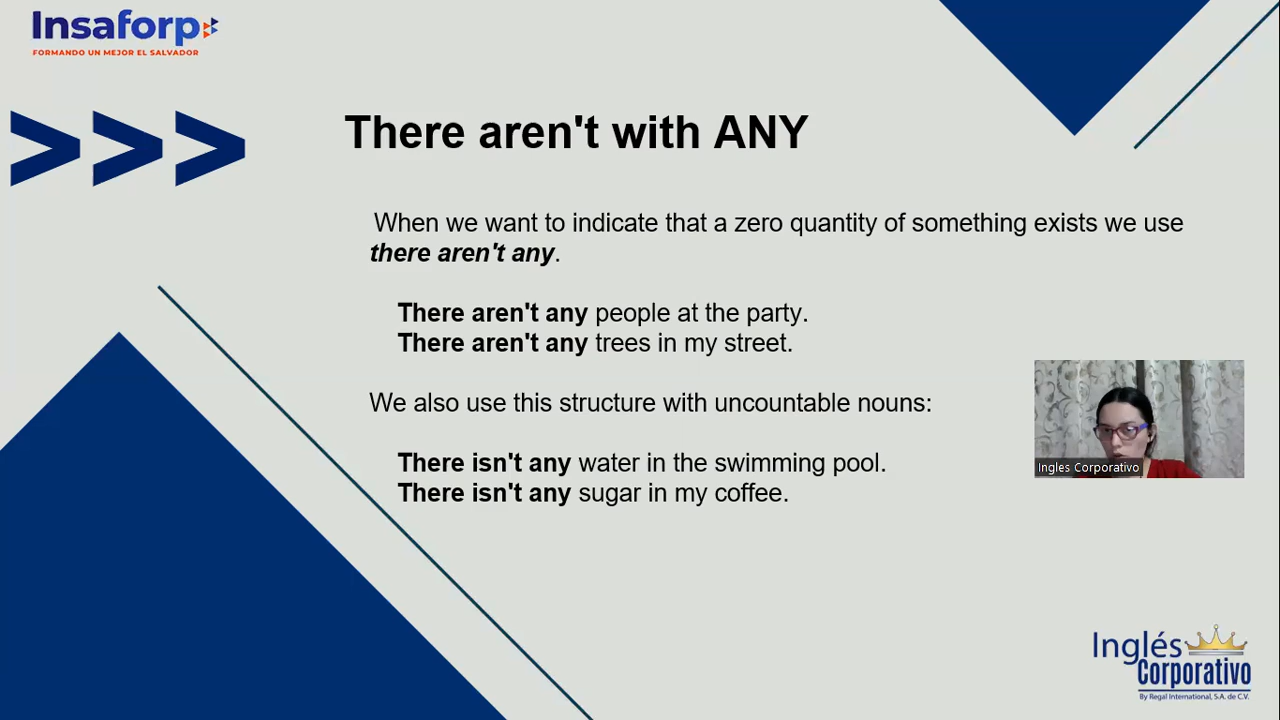 Insaforp
FORMANDO UN MEJOR EL SALVADOR
>>>
There aren't with ANY
When we want to indicate that a zero quantity of something exists we use
there aren't any.
There aren't any people at the party.
There aren't any trees in my street.
We also use this structure with uncountable nouns:
There isn't any water in the swimming pool.
There isn't any sugar in my coffee.
Ingles Corporativo
Inglés
Corporativo
By Regal International, S.A. de C.V.